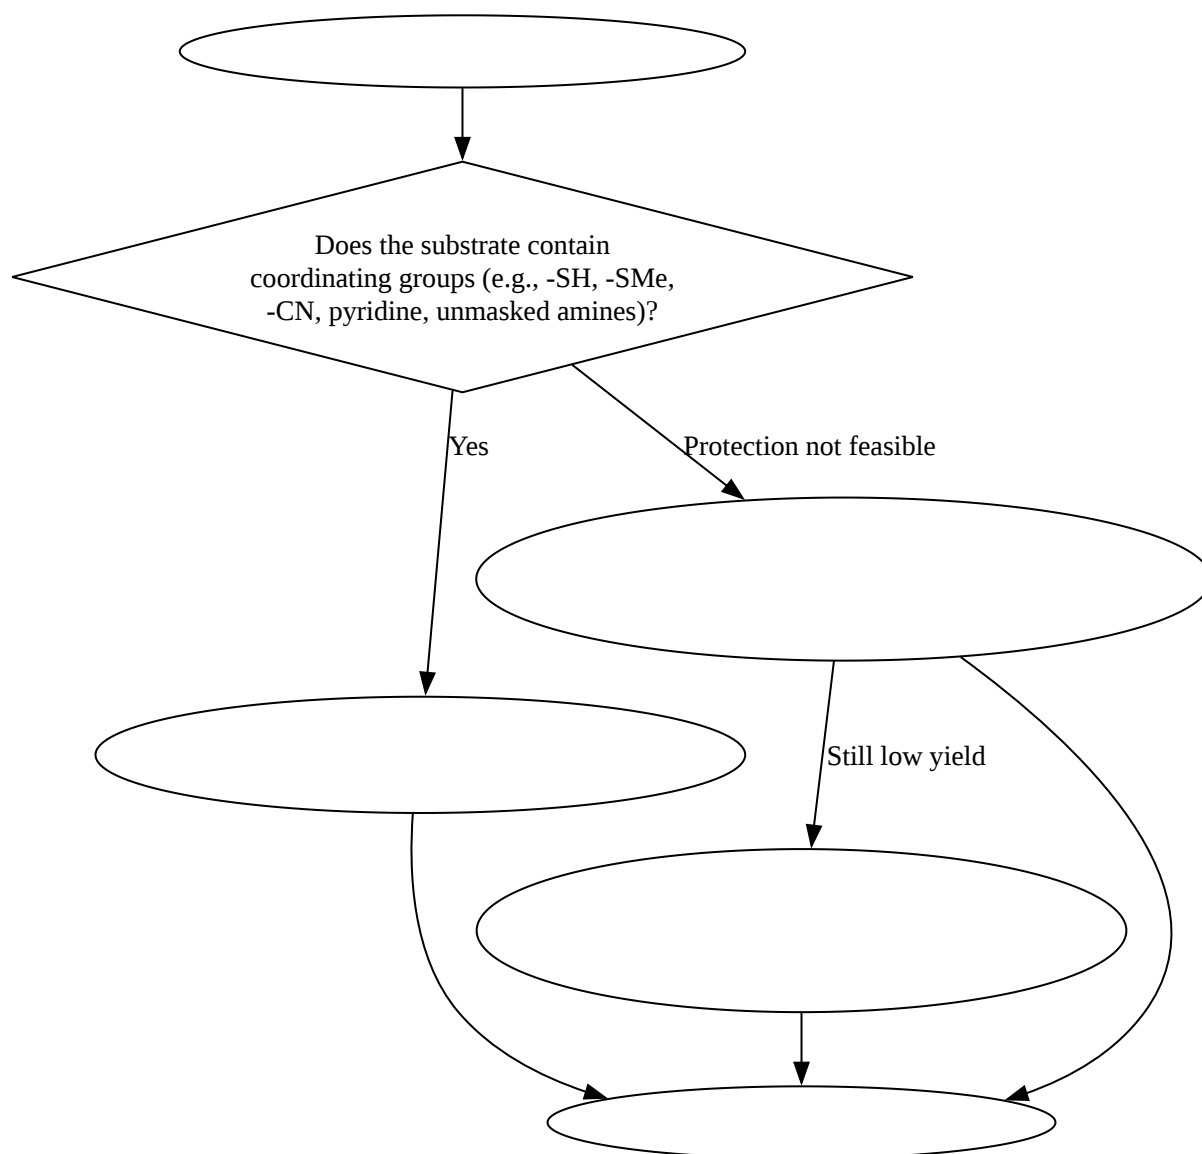 Does the substrate contain
coordinating groups (e.g., -SH, -SMe,
-CN, pyridine, unmasked amines)?
Yes
Protection not feasible
Still low yield